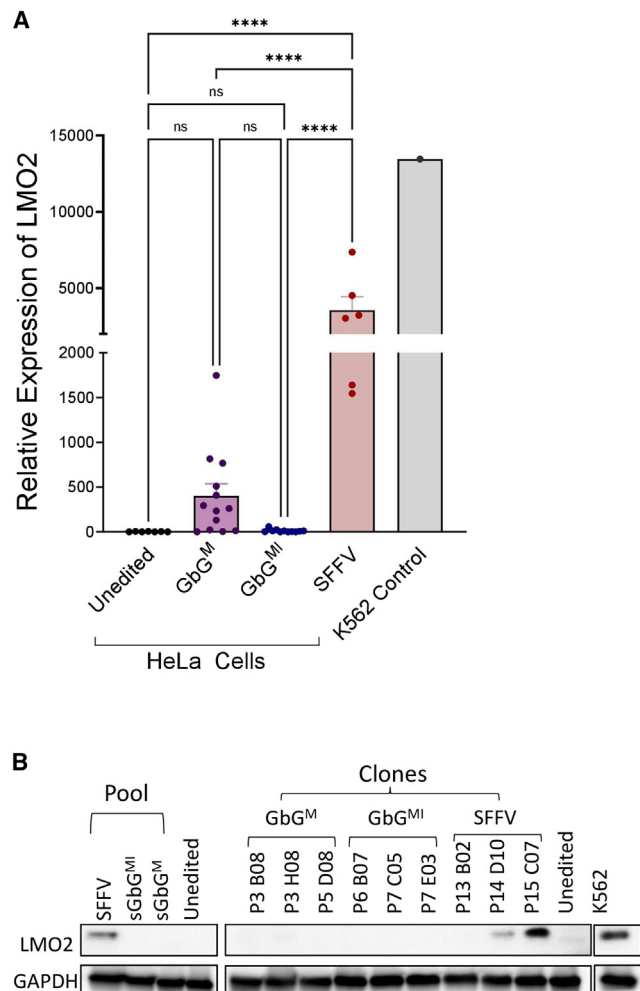 A
****
****
ns
ns
ns
****
Relative Expression of LMO2
15000
10000
5000
2000
1500
1000
500
0
Unedited
GbG^M
GbG^MI
SFFV
K562 Control
HeLa Cells
B
Pool
Clones
GbG^M
GbG^MI
SFFV
SFFV
sGbG^MI
sGbG^M
Unedited
P3 B08
P3 H08
P5 D08
P6 B07
P7 C05
P7 E03
P13 B02
P14 D10
P15 C07
Unedited
K562
LMO2
GAPDH